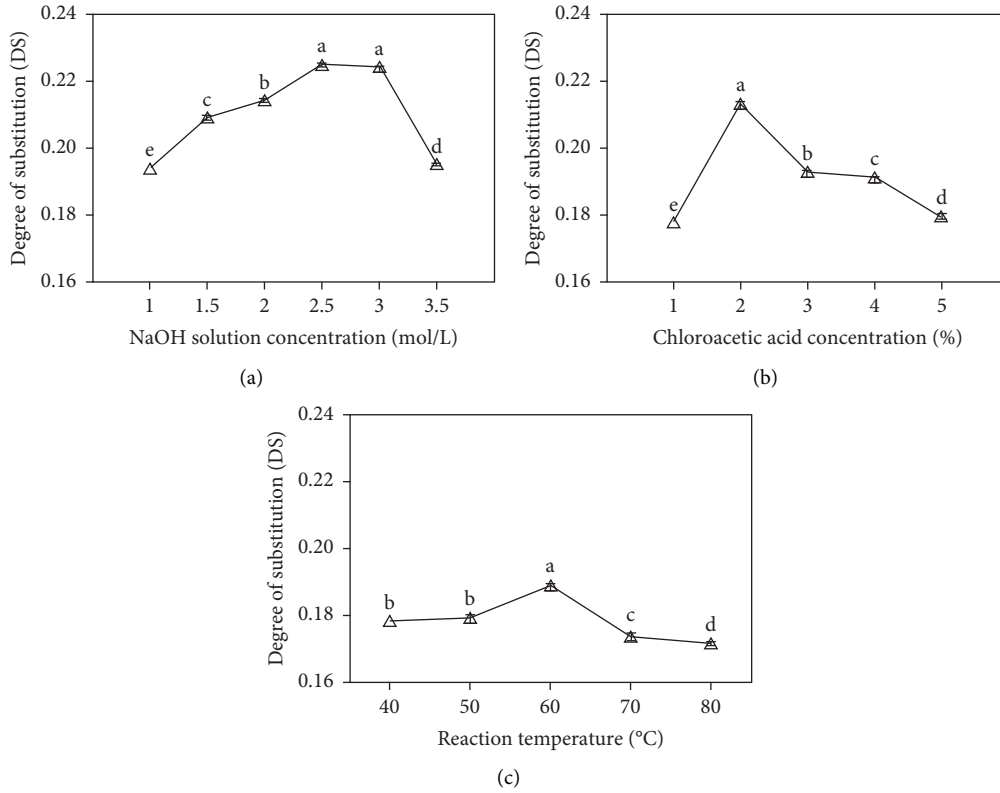 Degree of substitution (DS)
0.24
0.22
0.20
0.18
0.16
e
c
b
a
a
d
1
1.5
2
2.5
3
3.5
NaOH solution concentration (mol/L)
(a)
Degree of substitution (DS)
0.24
0.22
0.20
0.18
0.16
e
a
b
c
d
1
2
3
4
5
Chloroacetic acid concentration (%)
(b)
Degree of substitution (DS)
0.24
0.22
0.20
0.18
0.16
b
b
a
c
d
40
50
60
70
80
Reaction temperature (°C)
(c)